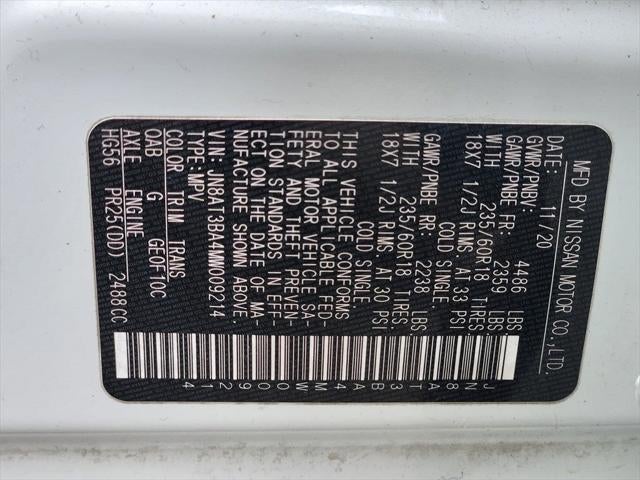 MFD BY NISSAN MOTOR CO.,LTD.
DATE: 11/20
GVWR/PNBV: 4486 LBS
GAWR/PNBE FR: 2359 LBS
WITH 235/60R18 TIRES
18X7 1/2J RIMS, AT 33 PSI
COLD SINGLE
GAWR/PNBE RR: 2238 LBS
WITH 235/60R18 TIRES
18X7 1/2J RIMS, AT 30 PSI
COLD SINGLE
THIS VEHICLE CONFORMS
TO ALL APPLICABLE FED-
ERAL MOTOR VEHICLE SA-
FETY AND THEFT PREVEN-
TION STANDARDS IN EFF-
ECT ON THE DATE OF MA-
NUFACTURE SHOWN ABOVE.
VIN: JN8AT3BA4MW009214
TYPE: MPV
COLOR TRIM TRANS
QAB G GE0F10C
AXLE ENGINE
HG56 PR25(DD) 2488CC
JN8AT3BA4MW009214